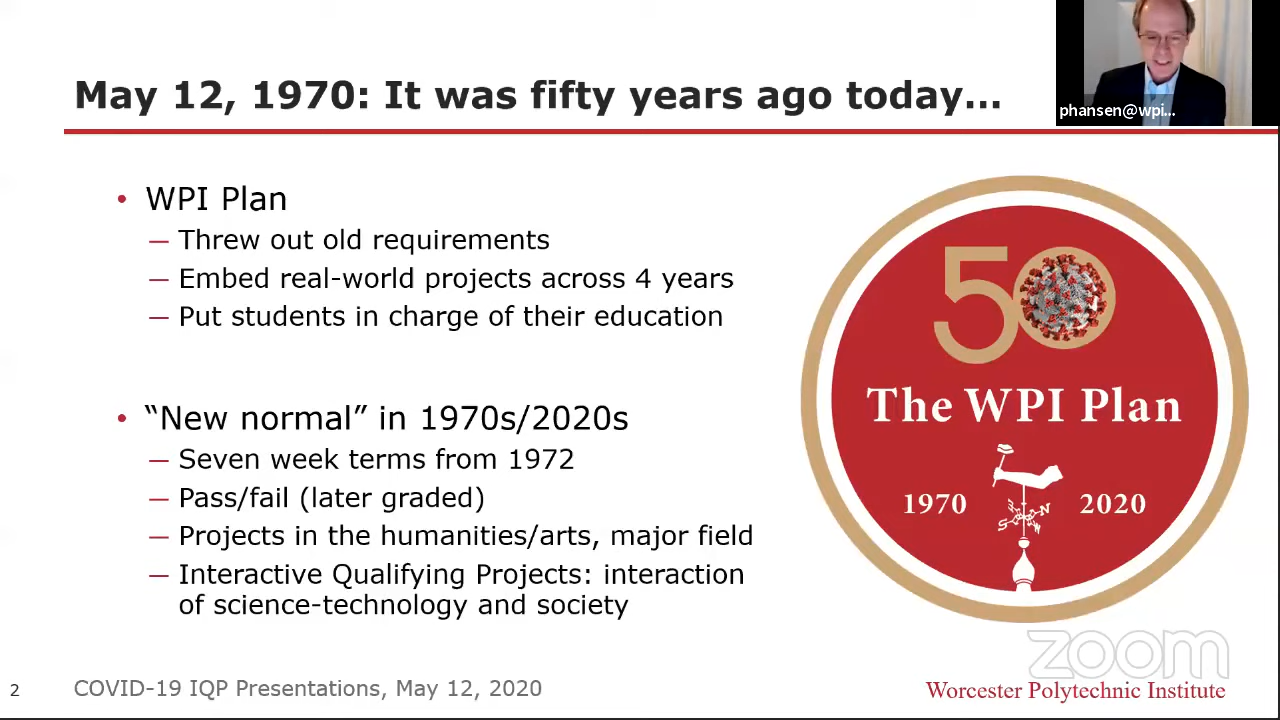 May 12, 1970: It was fifty years ago today...
phansen@wpi...
• WPI Plan
— Threw out old requirements
— Embed real-world projects across 4 years
— Put students in charge of their education
• “New normal” in 1970s/2020s
— Seven week terms from 1972
— Pass/fail (later graded)
— Projects in the humanities/arts, major field
— Interactive Qualifying Projects: interaction
of science-technology and society
50
The WPI Plan
1970
2020
N
S
E
W
zoom
2
COVID-19 IQP Presentations, May 12, 2020
Worcester Polytechnic Institute